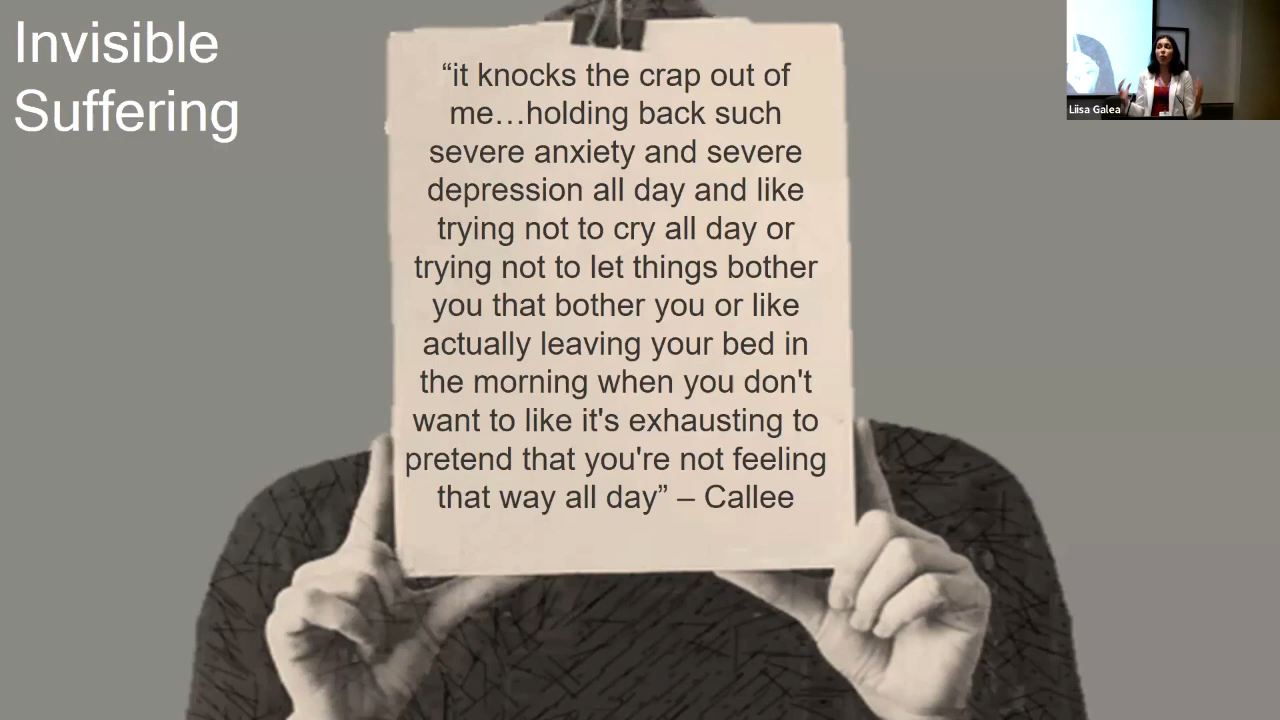 Invisible
Suffering
“it knocks the crap out of
me…holding back such
severe anxiety and severe
depression all day and like
trying not to cry all day or
trying not to let things bother
you that bother you or like
actually leaving your bed in
the morning when you don't
want to like it's exhausting to
pretend that you're not feeling
that way all day” – Callee
Liisa Galea